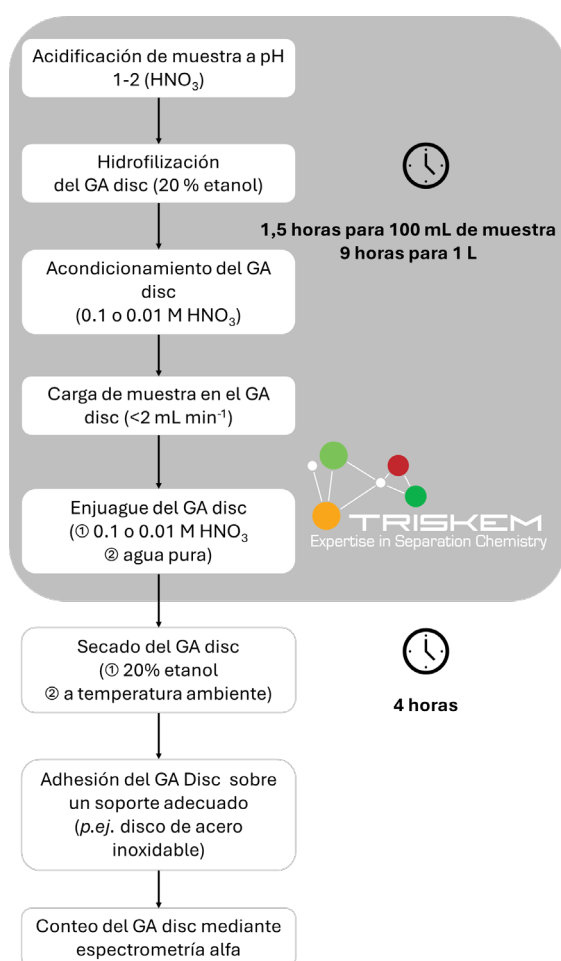 Acidificación de muestra a pH
1-2 (HNO₃)
Hidrofilización
del GA disc (20 % etanol)
1,5 horas para 100 mL de muestra
9 horas para 1 L
Acondicionamiento del GA
disc
(0.1 o 0.01 M HNO₃)
Carga de muestra en el GA
disc (<2 mL min⁻¹)
Enjuague del GA disc
(① 0.1 o 0.01 M HNO₃
② agua pura)
TRISKEM
Expertise in Separation Chemistry
Secado del GA disc
(① 20% etanol
② a temperatura ambiente)
4 horas
Adhesión del GA Disc sobre
un soporte adecuado
(p.ej. disco de acero
inoxidable)
Conteo del GA disc mediante
espectrometría alfa